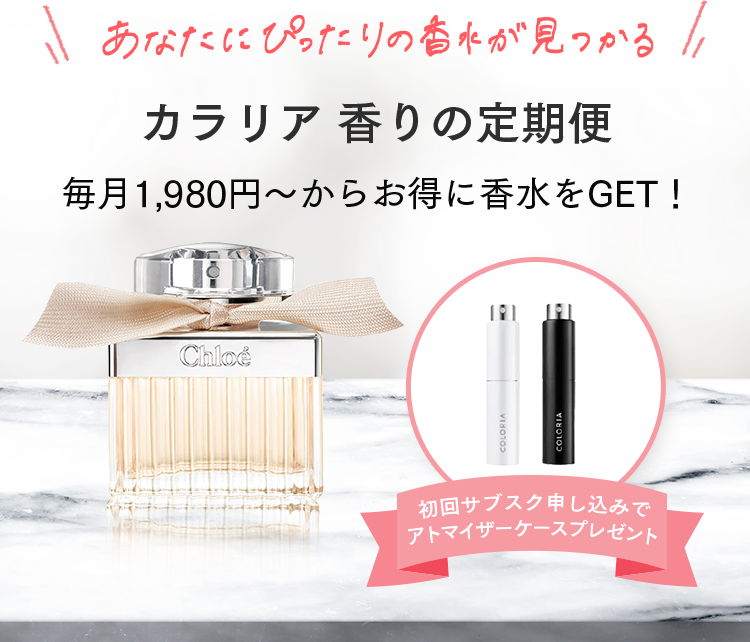 あなたにぴったりの香水が見つかる
カラリア 香りの定期便
毎月1,980円〜からお得に香水をGET！
Chloé
COLORIA
COLORIA
初回サブスク申し込みで
アトマイザーケースプレゼント